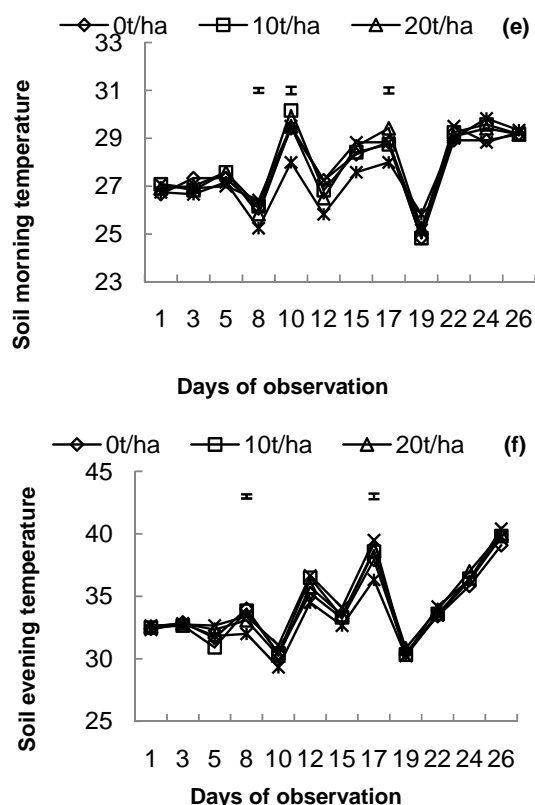 0t/ha 10t/ha 20t/ha (e)
33
31
29
27
25
23
Soil morning temperature
1 3 5 8 10 12 15 17 19 22 24 26
Days of observation
0t/ha 10t/ha 20t/ha (f)
45
40
35
30
25
Soil evening temperature
1 3 5 8 10 12 15 17 19 22 24 26
Days of observation